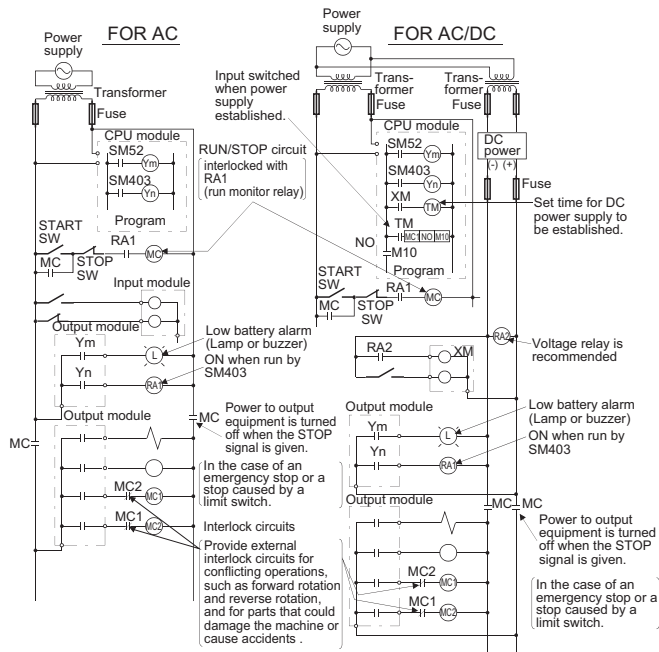 FOR AC
Power
supply
Transformer
Fuse
CPU module
SM52
Ym
SM403
Yn
Program
RUN/STOP circuit
interlocked with
RA1
(run monitor relay)
START
SW
MC
STOP
SW
RA1
MC
Input module
Output module
Ym
L
Yn
RA1
Low battery alarm
(Lamp or buzzer)
ON when run by
SM403
MC
Output module
MC
Power to output
equipment is turned
off when the STOP
signal is given.
In the case of an
emergency stop or a
stop caused by a
limit switch.
MC2
MC1
MC1
MC2
Interlock circuits
Provide external
interlock circuits for
conflicting operations,
such as forward rotation
and reverse rotation,
and for parts that could
damage the machine or
cause accidents .
FOR AC/DC
Power
supply
Input switched
when power
supply
established.
Trans-
former
Fuse
Trans-
former
Fuse
CPU module
SM52
Ym
SM403
Yn
XM
TM
TM
MC1 N0 M10
N0
M10
Program
DC
power
(-) (+)
Fuse
Set time for DC
power supply to
be established.
START
SW
MC
STOP
SW
RA1
MC
RA2
Voltage relay is
recommended
RA2
XM
Output module
Ym
L
Yn
RA1
Low battery alarm
(Lamp or buzzer)
ON when run by
SM403
Output module
MC
MC
Power to output
equipment is turned
off when the STOP
signal is given.
MC2
MC1
MC1
MC2
In the case of an
emergency stop or a
stop caused by a
limit switch.